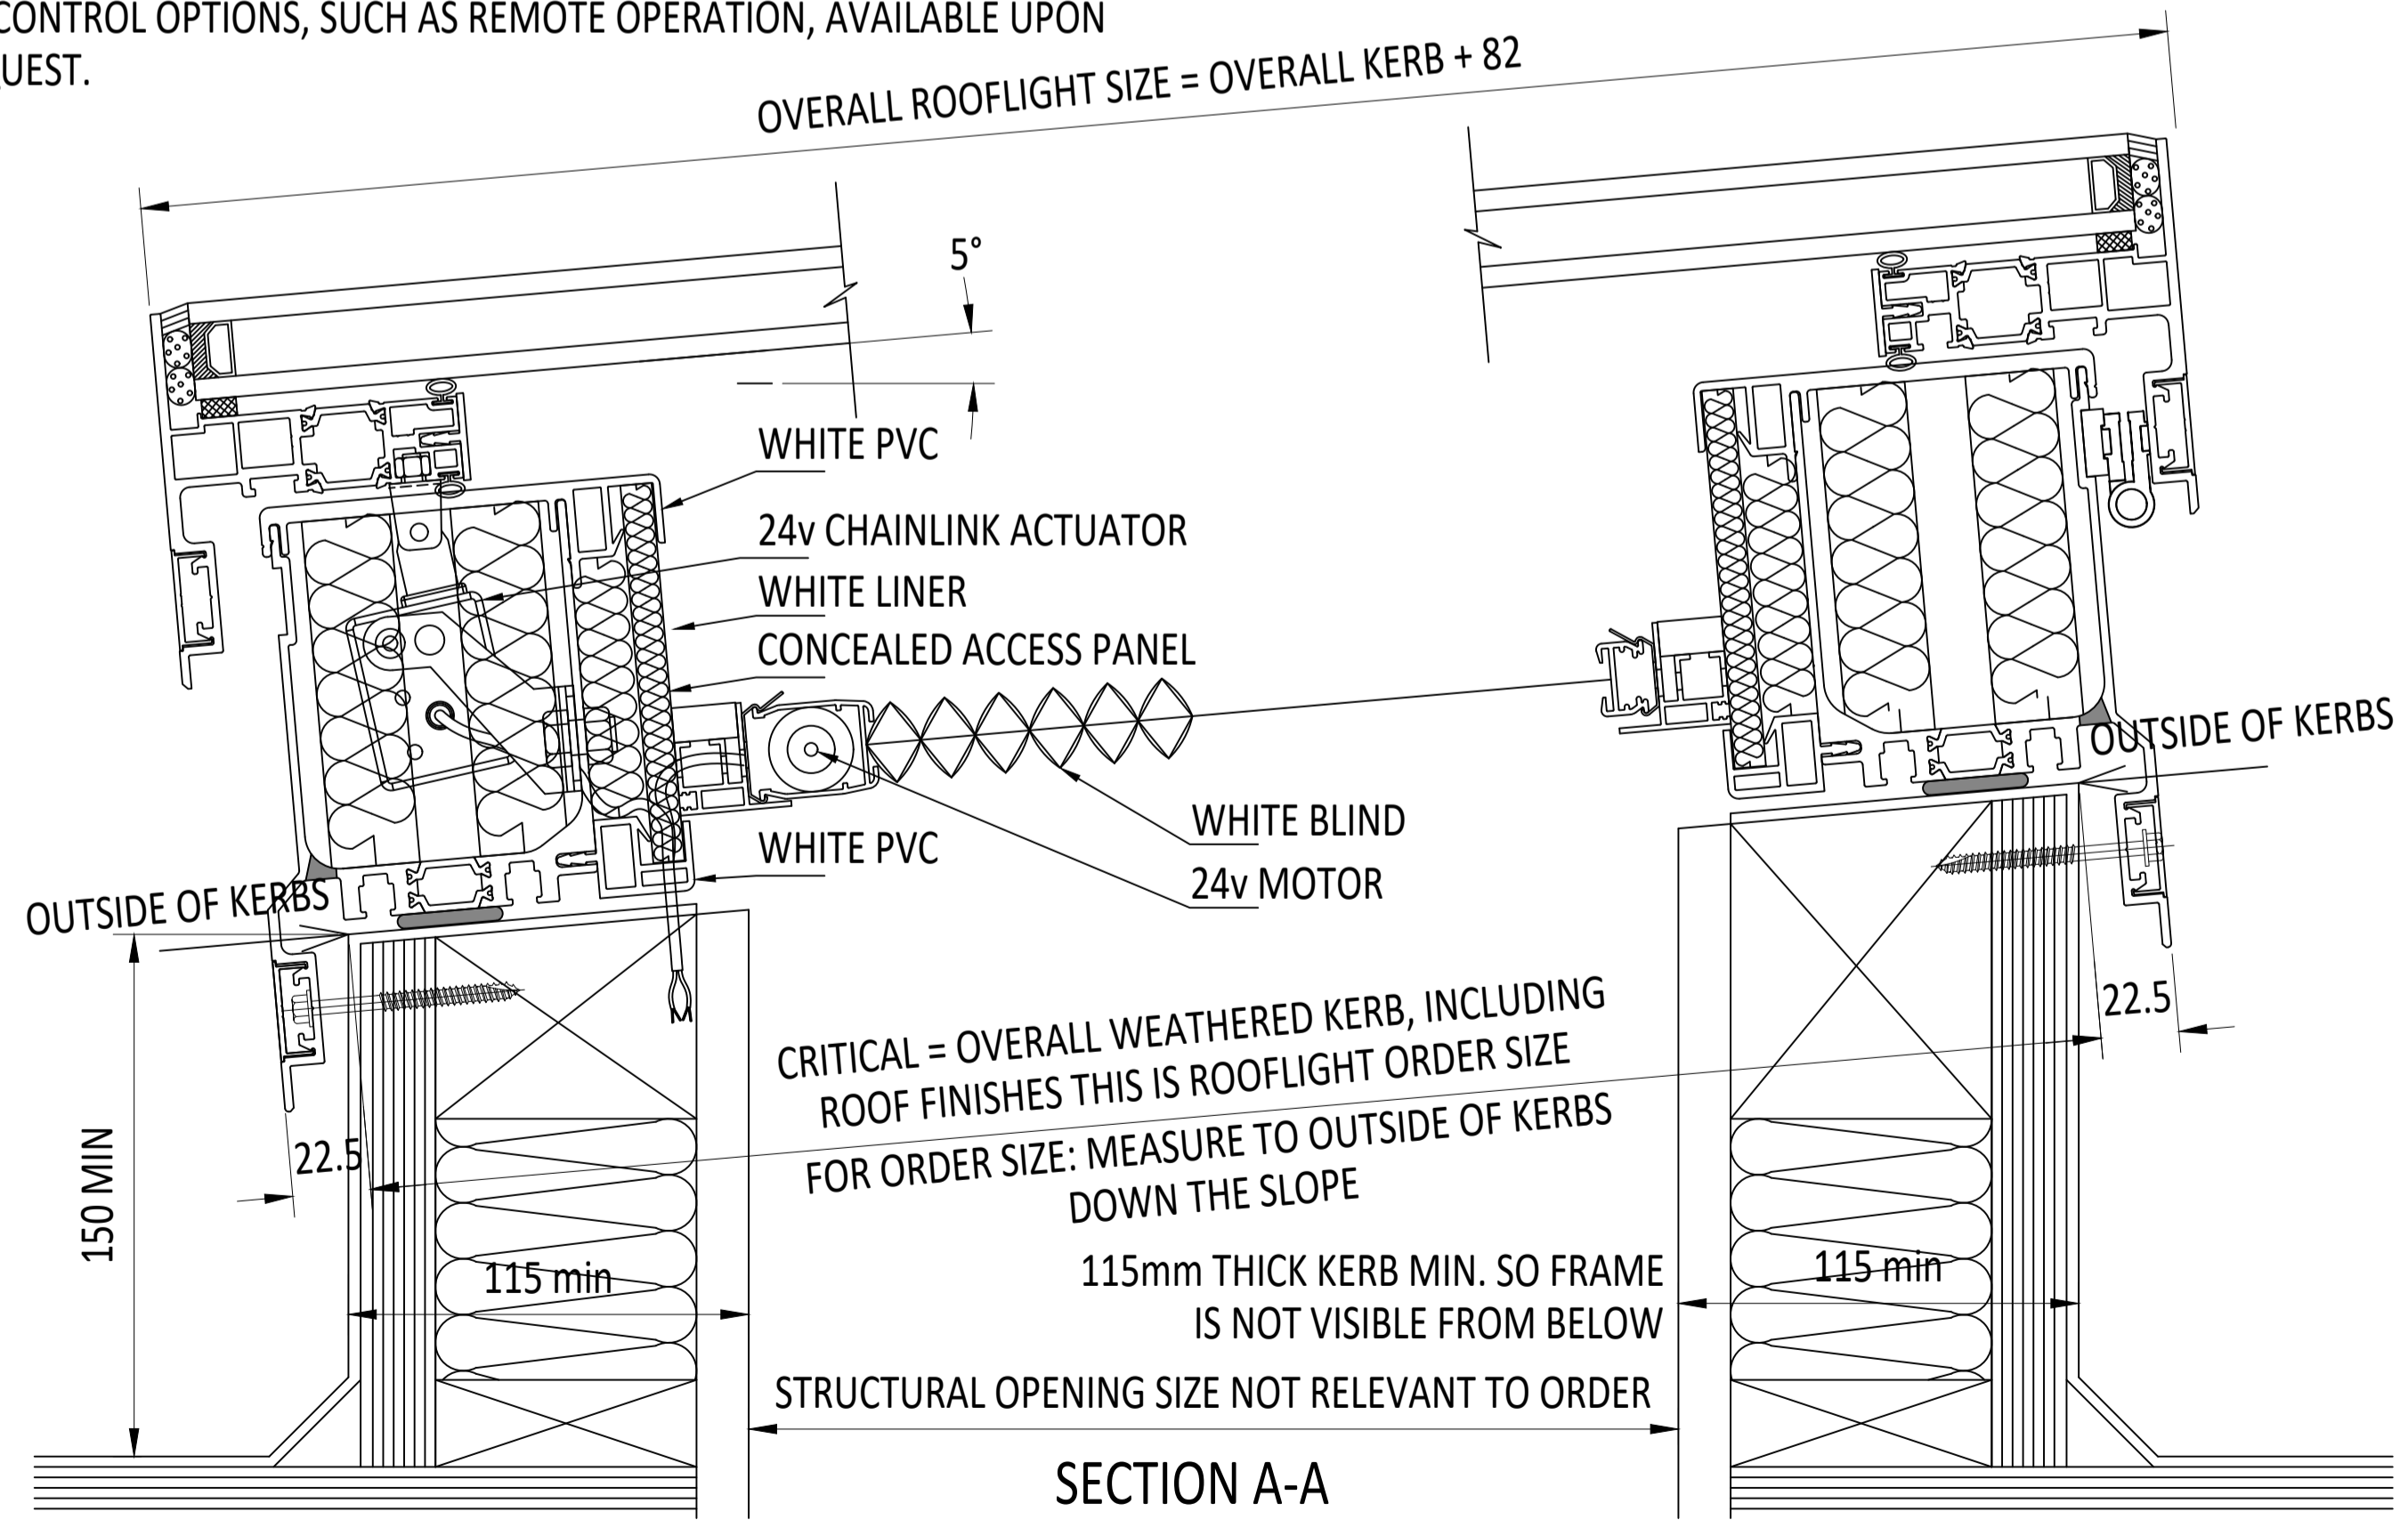 CONTROL OPTIONS, SUCH AS REMOTE OPERATION, AVAILABLE UPON
UEST.
OVERALL ROOFLIGHT SIZE = OVERALL KERB + 82
5°
WHITE PVC
24v CHAINLINK ACTUATOR
WHITE LINER
CONCEALED ACCESS PANEL
OUTSIDE OF KERBS
WHITE BLIND
WHITE PVC
24v MOTOR
OUTSIDE OF KERBS
22.5
CRITICAL = OVERALL WEATHERED KERB, INCLUDING
ROOF FINISHES THIS IS ROOFLIGHT ORDER SIZE
FOR ORDER SIZE: MEASURE TO OUTSIDE OF KERBS
DOWN THE SLOPE
22.5
150 MIN
115 min
115mm THICK KERB MIN. SO FRAME
IS NOT VISIBLE FROM BELOW
115 min
STRUCTURAL OPENING SIZE NOT RELEVANT TO ORDER
SECTION A-A